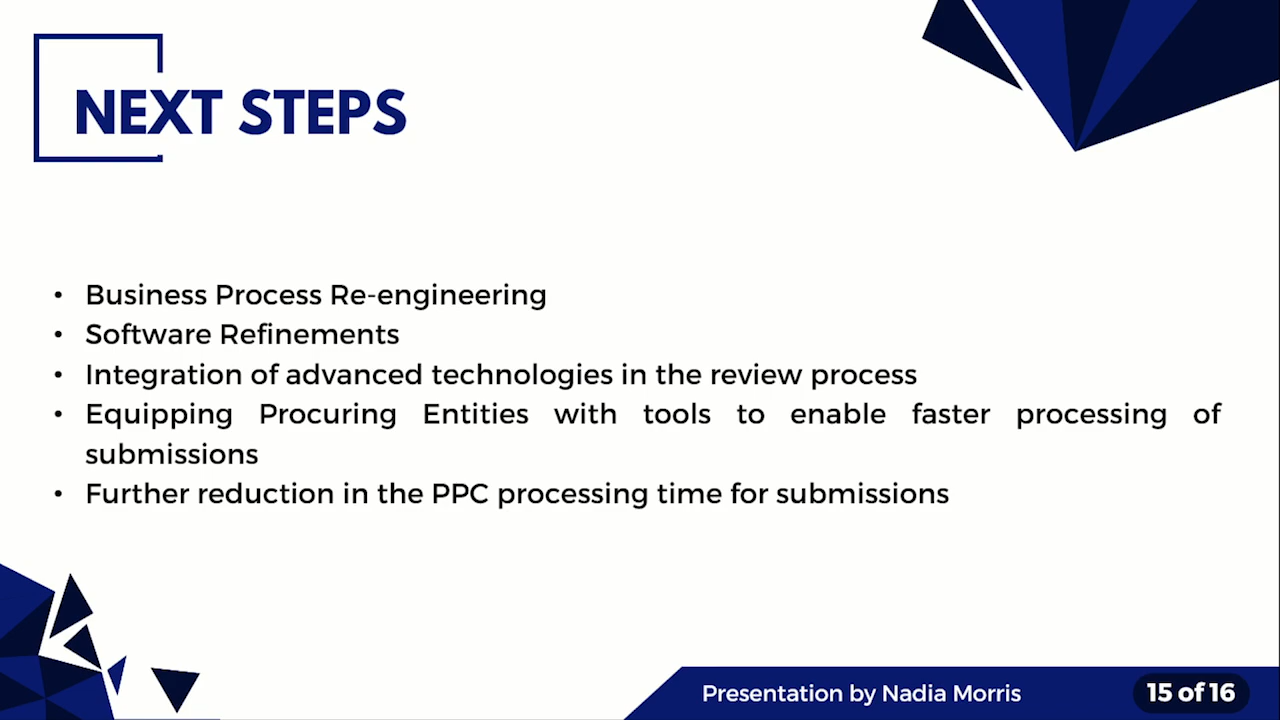 NEXT STEPS
• Business Process Re-engineering
• Software Refinements
• Integration of advanced technologies in the review process
• Equipping Procuring Entities with tools to enable faster processing of
submissions
• Further reduction in the PPC processing time for submissions
Presentation by Nadia Morris
15 of 16